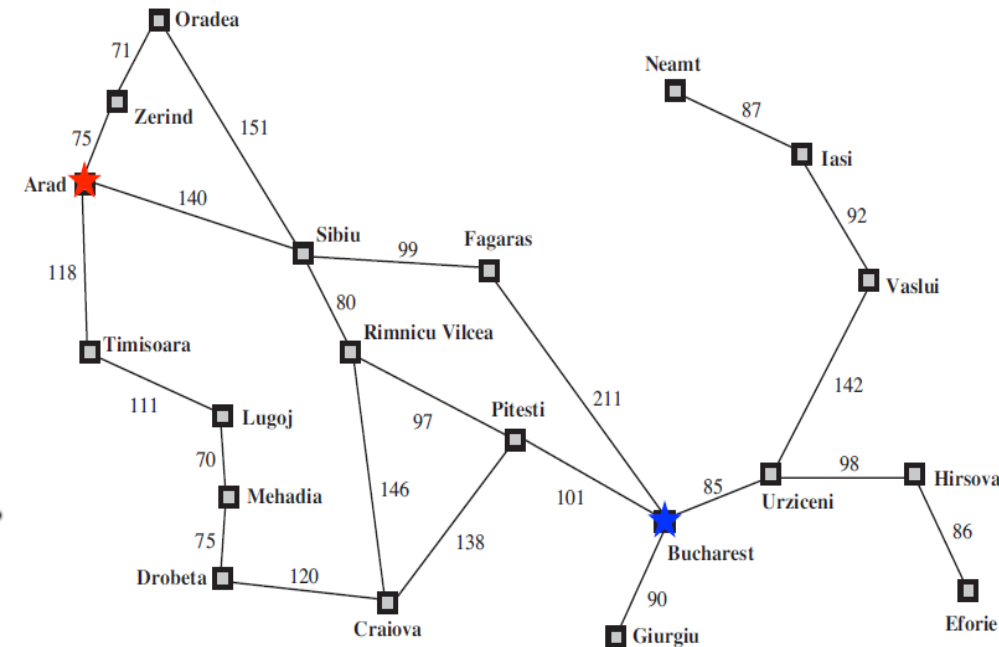 Oradea
71
Neamt
Zerind
87
75
151
Iasi
Arad
140
92
Sibiu
Fagaras
99
118
Vaslui
80
Timisoara
Rimnicu Vilcea
142
111
211
Lugoj
97
Pitesti
70
98
Hirsova
146
85
Mehadia
101
Urziceni
75
138
86
Bucharest
Drobeta
120
90
Craiova
Giurgiu
Eforie